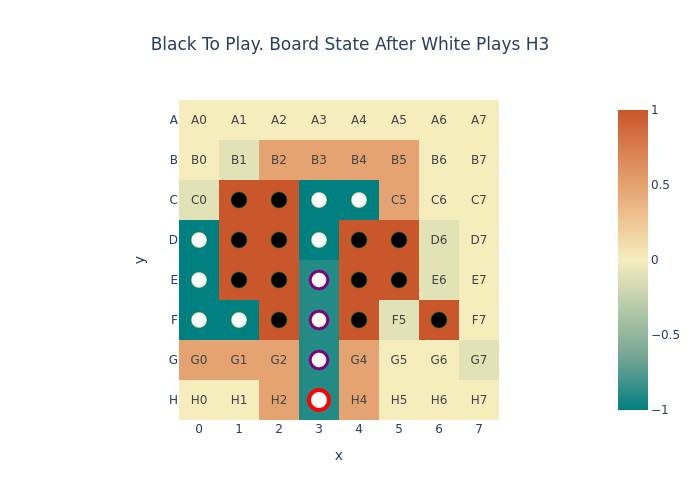 Black To Play. Board State After White Plays H3
A A0 A1 A2 A3 A4 A5 A6 A7
B B0 B1 B2 B3 B4 B5 B6 B7
C C0 C5 C6 C7
D D6 D7
E E6 E7
F F5 F7
G G0 G1 G2 G4 G5 G6 G7
H H0 H1 H2 H4 H5 H6 H7
0 1 2 3 4 5 6 7
x
y
1
0.5
0
−0.5
−1